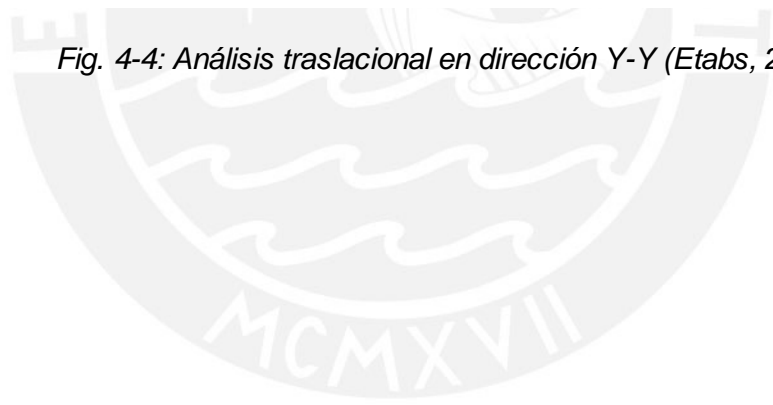 Fig. 4-4: Análisis traslacional en dirección Y-Y (Etabs, 2
MCMXVII